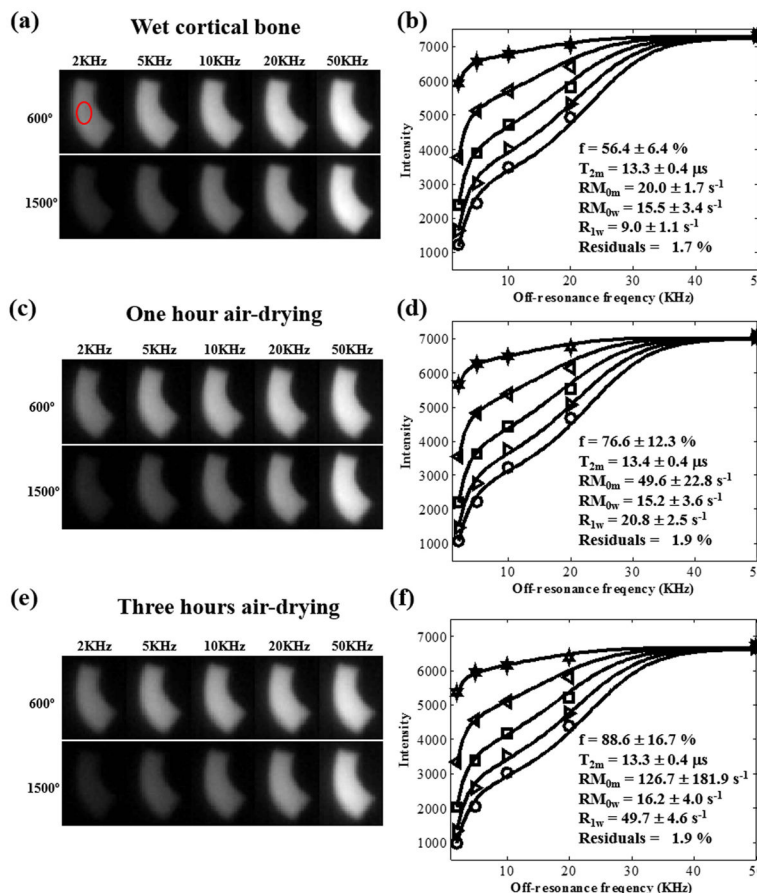 (a) Wet cortical bone
2KHz 5KHz 10KHz 20KHz 50KHz
600°
1500°
(b)
7000
6000
5000
4000
3000
2000
1000
Intensity
f = 56.4 ± 6.4 %
T2m = 13.3 ± 0.4 µs
RM0m = 20.0 ± 1.7 s-1
RM0w = 15.5 ± 3.4 s-1
R1w = 9.0 ± 1.1 s-1
Residuals = 1.7 %
10 20 30 40 5
Off-resonance freqency (KHz)
(c) One hour air-drying
2KHz 5KHz 10KHz 20KHz 50KHz
600°
1500°
(d)
7000
6000
5000
4000
3000
2000
1000
Intensity
f = 76.6 ± 12.3 %
T2m = 13.4 ± 0.4 µs
RM0m = 49.6 ± 22.8 s-1
RM0w = 15.2 ± 3.6 s-1
R1w = 20.8 ± 2.5 s-1
Residuals = 1.9 %
10 20 30 40 5
Off-resonance freqency (KHz)
(e) Three hours air-drying
2KHz 5KHz 10KHz 20KHz 50KHz
600°
1500°
(f)
7000
6000
5000
4000
3000
2000
1000
Intensity
f = 88.6 ± 16.7 %
T2m = 13.3 ± 0.4 µs
RM0m = 126.7 ± 181.9 s-1
RM0w = 16.2 ± 4.0 s-1
R1w = 49.7 ± 4.6 s-1
Residuals = 1.9 %
10 20 30 40 5
Off-resonance freqency (KHz)